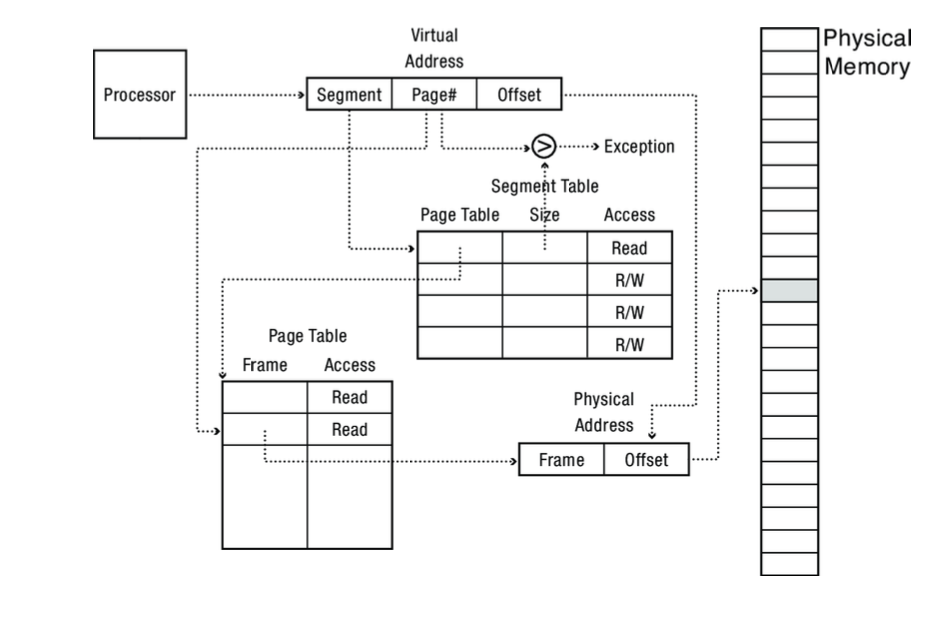 Virtual
Address
Physical
Memory
Processor
Segment Page# Offset
> Exception
Segment Table
Page Table Size Access
Read
R/W
R/W
R/W
Page Table
Frame Access
Read
Read
Physical
Address
Frame Offset